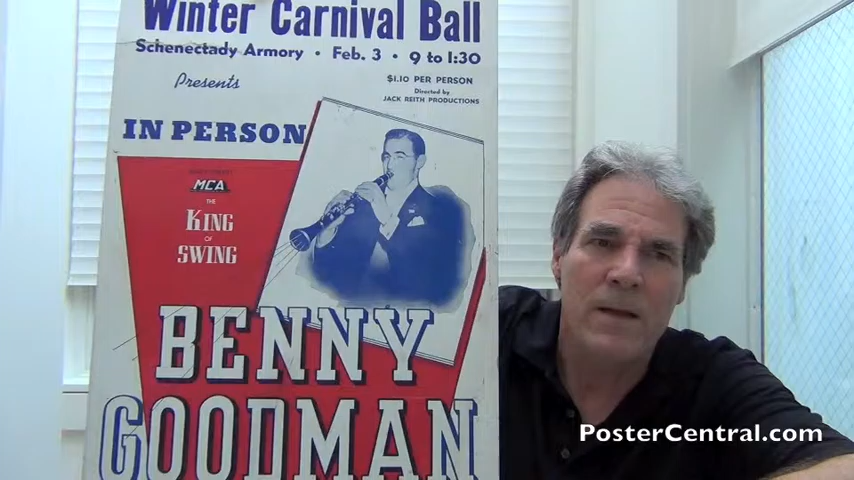 Winter Carnival Ball
Schenectady Armory • Feb. 3 • 9 to 1:30
Presents
$1.10 PER PERSON
Directed by
JACK REITH PRODUCTIONS
IN PERSON
MCA
THE
KING
OF
SWING
BENNY
GOODMAN
PosterCentral.com